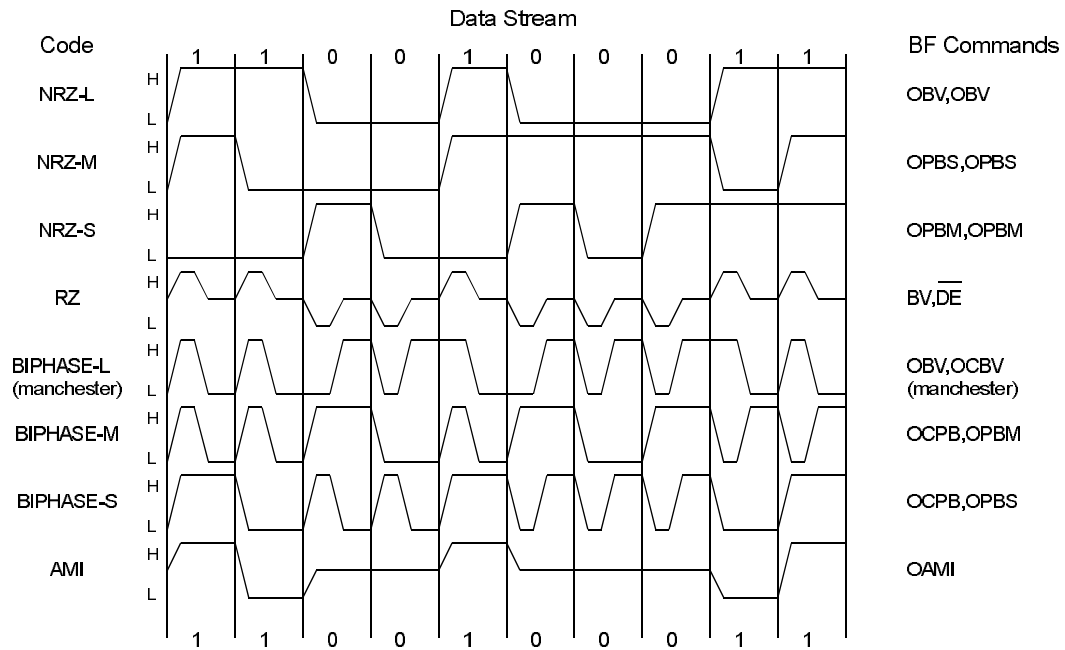 Data Stream
Code
BF Commands
1 1 0 0 1 0 0 0 1 1
NRZ-L
H
L
OBV,OBV
NRZ-M
H
L
OPBS,OPBS
NRZ-S
H
L
OPBM,OPBM
RZ
H
L
BV,D̅E̅
BIPHASE-L
(manchester)
H
L
OBV,OCBV
(manchester)
BIPHASE-M
H
L
OCPB,OPBM
BIPHASE-S
H
L
OCPB,OPBS
AMI
H
L
OAMI
1 1 0 0 1 0 0 0 1 1